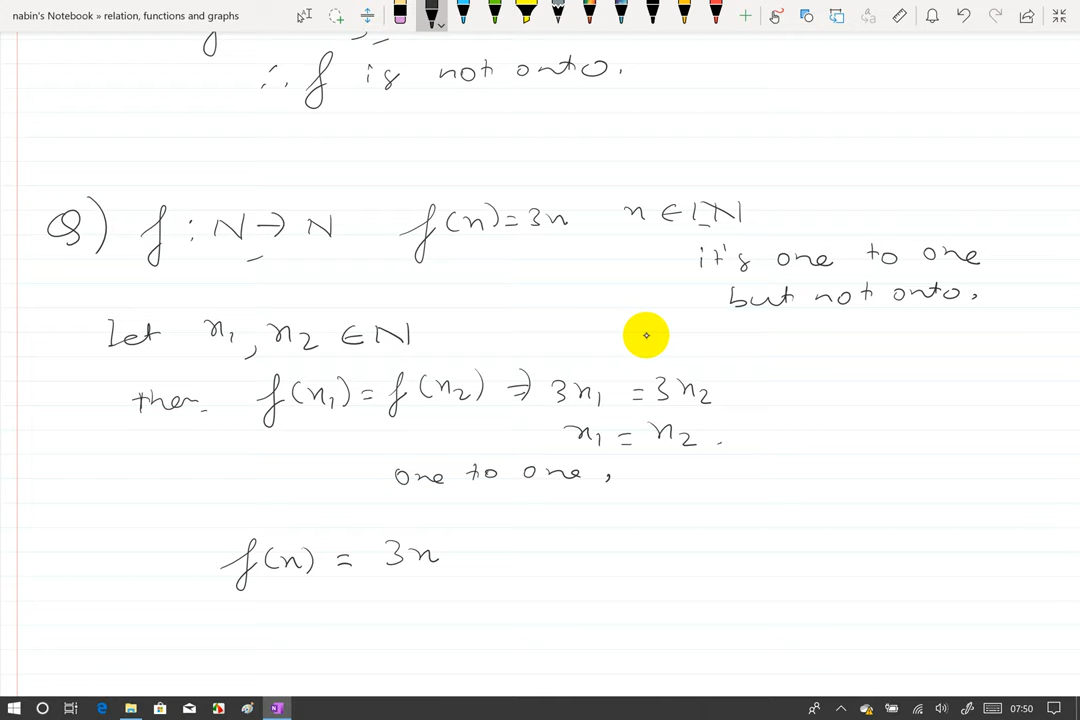 nabin's Notebook » relation, functions and graphs
∴ f is not onto.
Q) f : N → N f(n) = 3n n ∈ IN
it's one to one
but not onto.
Let n₁, n₂ ∈ N
then. f(n₁) = f(n₂) ⇒ 3n₁ = 3n₂
n₁ = n₂ .
one to one,
f(n) = 3n
07:50